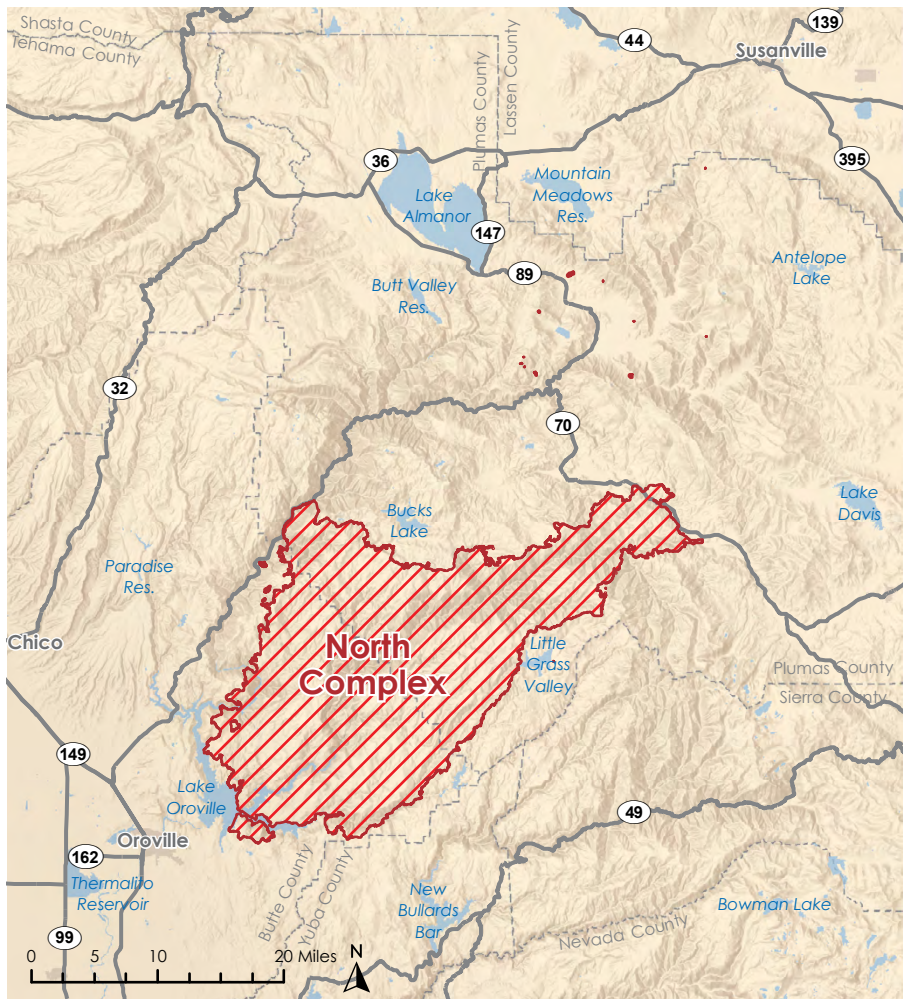 Shasta County
Tehama County
139
44
Susanville
Plumas County
Lassen County
36
395
Mountain
Meadows
Res.
Lake
Almanor
147
Antelope
Lake
89
Butt Valley
Res.
32
70
Lake
Davis
Bucks
Lake
Paradise
Res.
Chico
North
Complex
Little
Grass
Valley
Plumas County
Sierra County
149
Lake
Oroville
49
Oroville
162
Thermalito
Reservoir
Butte County
Yuba County
New
Bullards
Bar
Bowman Lake
Nevada County
99
0 5 10 20 Miles
N